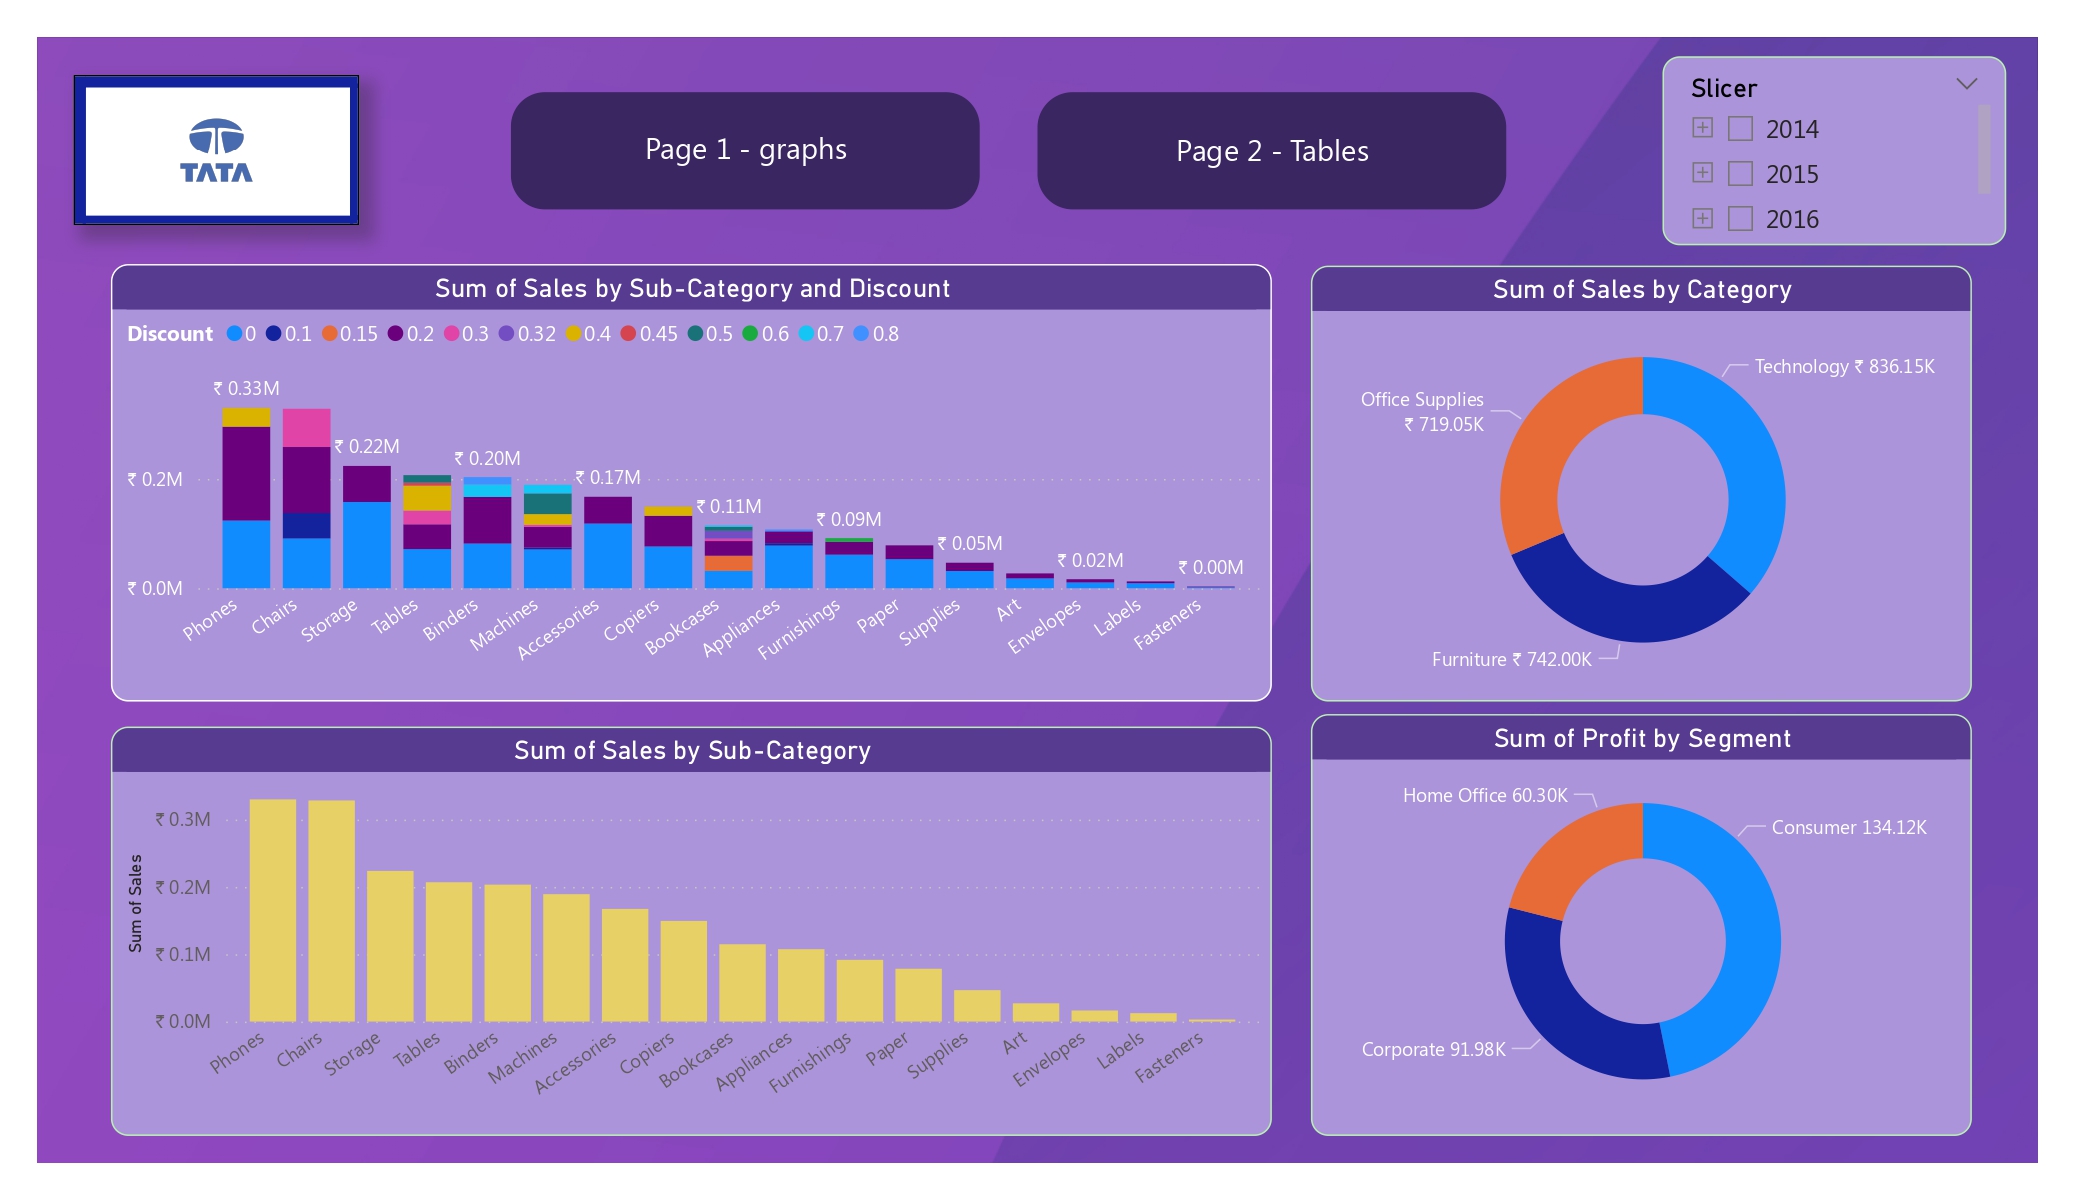 TATA
Page 1 - graphs
Page 2 - Tables
Slicer
2014
2015
2016
Sum of Sales by Sub-Category and Discount
Discount 0 0.1 0.15 0.2 0.3 0.32 0.4 0.45 0.5 0.6 0.7 0.8
₹ 0.33M
₹ 0.22M
₹ 0.20M
₹ 0.17M
₹ 0.11M
₹ 0.09M
₹ 0.05M
₹ 0.02M
₹ 0.00M
₹ 0.2M
₹ 0.0M
Phones
Chairs
Storage
Tables
Binders
Machines
Accessories
Copiers
Bookcases
Appliances
Furnishings
Paper
Supplies
Art
Envelopes
Labels
Fasteners
Sum of Sales by Category
Technology ₹ 836.15K
Office Supplies
₹ 719.05K
Furniture ₹ 742.00K
Sum of Sales by Sub-Category
Sum of Sales
₹ 0.3M
₹ 0.2M
₹ 0.1M
₹ 0.0M
Phones
Chairs
Storage
Tables
Binders
Machines
Accessories
Copiers
Bookcases
Appliances
Furnishings
Paper
Supplies
Art
Envelopes
Labels
Fasteners
Sum of Profit by Segment
Home Office 60.30K
Consumer 134.12K
Corporate 91.98K